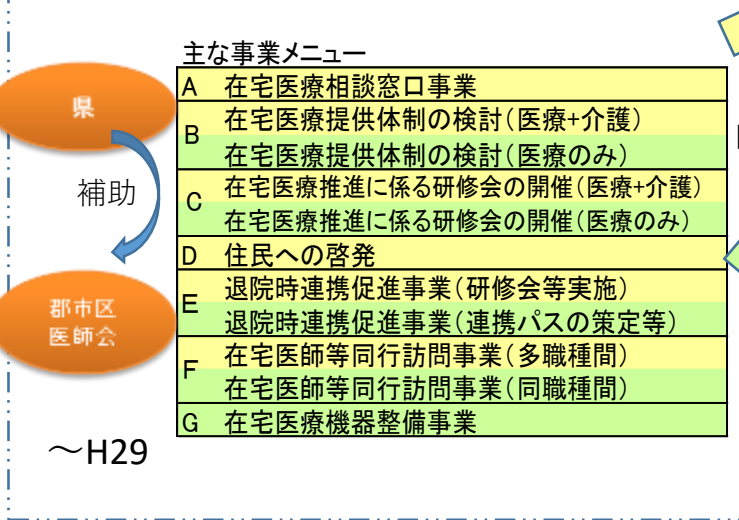 主な事業メニュー
県
補助
郡市区
医師会
～H29
A 在宅医療相談窓口事業
B 在宅医療提供体制の検討（医療+介護）
在宅医療提供体制の検討（医療のみ）
C 在宅医療推進に係る研修会の開催（医療+介護）
在宅医療推進に係る研修会の開催（医療のみ）
D 住民への啓発
E 退院時連携促進事業（研修会等実施）
退院時連携促進事業（連携パスの策定等）
F 在宅医師等同行訪問事業（多職種間）
在宅医師等同行訪問事業（同職種間）
G 在宅医療機器整備事業